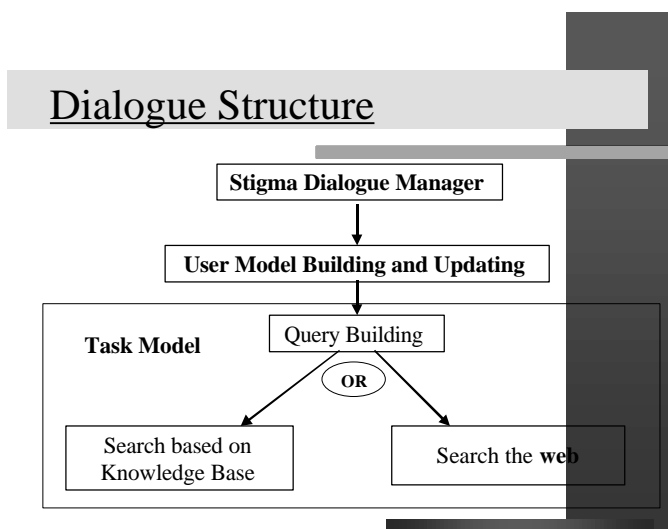 Dialogue Structure
Stigma Dialogue Manager
User Model Building and Updating
Task Model
Query Building
OR
Search based on
Knowledge Base
Search the web